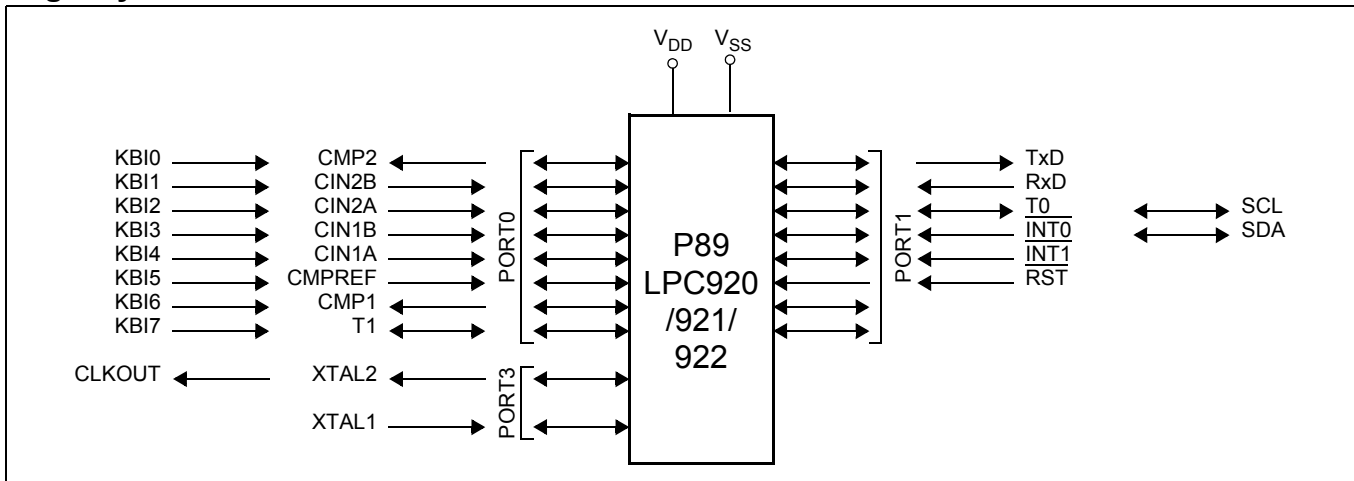 VDD VSS
KBI0 CMP2 TxD
KBI1 CIN2B RxD
KBI2 CIN2A T0 SCL
KBI3 CIN1B INT0 SDA
KBI4 CIN1A INT1
KBI5 CMPREF RST
KBI6 CMP1
KBI7 T1
PORT0
P89
LPC920
/921/
922
PORT1
CLKOUT XTAL2
XTAL1
PORT3